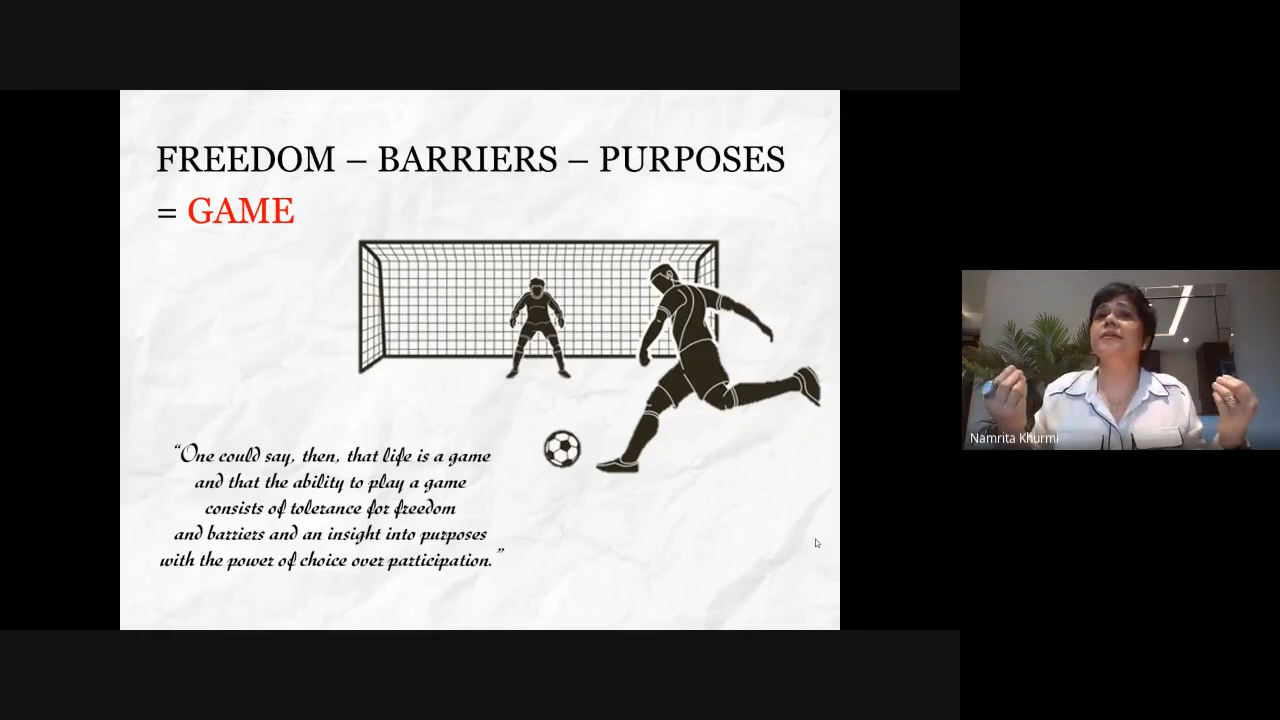 FREEDOM – BARRIERS – PURPOSES
= GAME
“One could say, then, that life is a game
and that the ability to play a game
consists of tolerance for freedom
and barriers and an insight into purposes
with the power of choice over participation.”
Namrita Khurmi